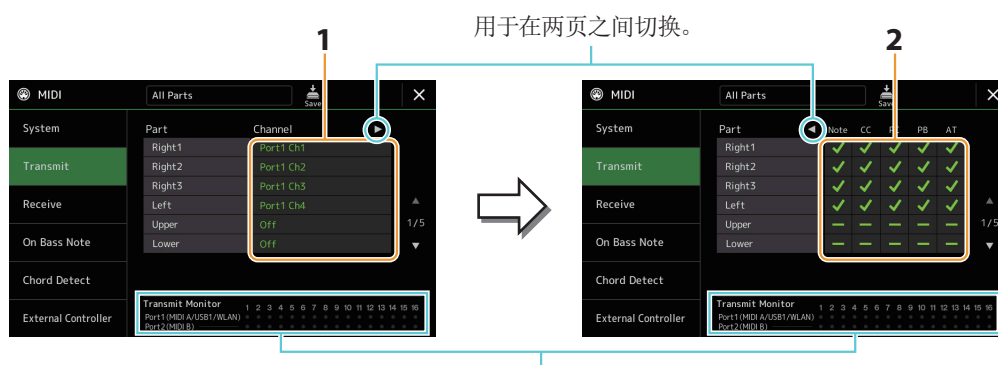 用于在两页之间切换。
1
2
MIDI
All Parts
Save
System
Transmit
Receive
On Bass Note
Chord Detect
External Controller
Part Channel
Right1 Port1 Ch1
Right2 Port1 Ch2
Right3 Port1 Ch3
Left Port1 Ch4
Upper Off
Lower Off
1/5
Transmit Monitor 1 2 3 4 5 6 7 8 9 10 11 12 13 14 15 16
Port1(MIDI A/USB1/WLAN)
Port2(MIDI B)
MIDI
All Parts
Save
System
Transmit
Receive
On Bass Note
Chord Detect
External Controller
Part Note CC PC PB AT
Right1
Right2
Right3
Left
Upper
Lower
1/5
Transmit Monitor 1 2 3 4 5 6 7 8 9 10 11 12 13 14 15 16
Port1(MIDI A/USB1/WLAN)
Port2(MIDI B)